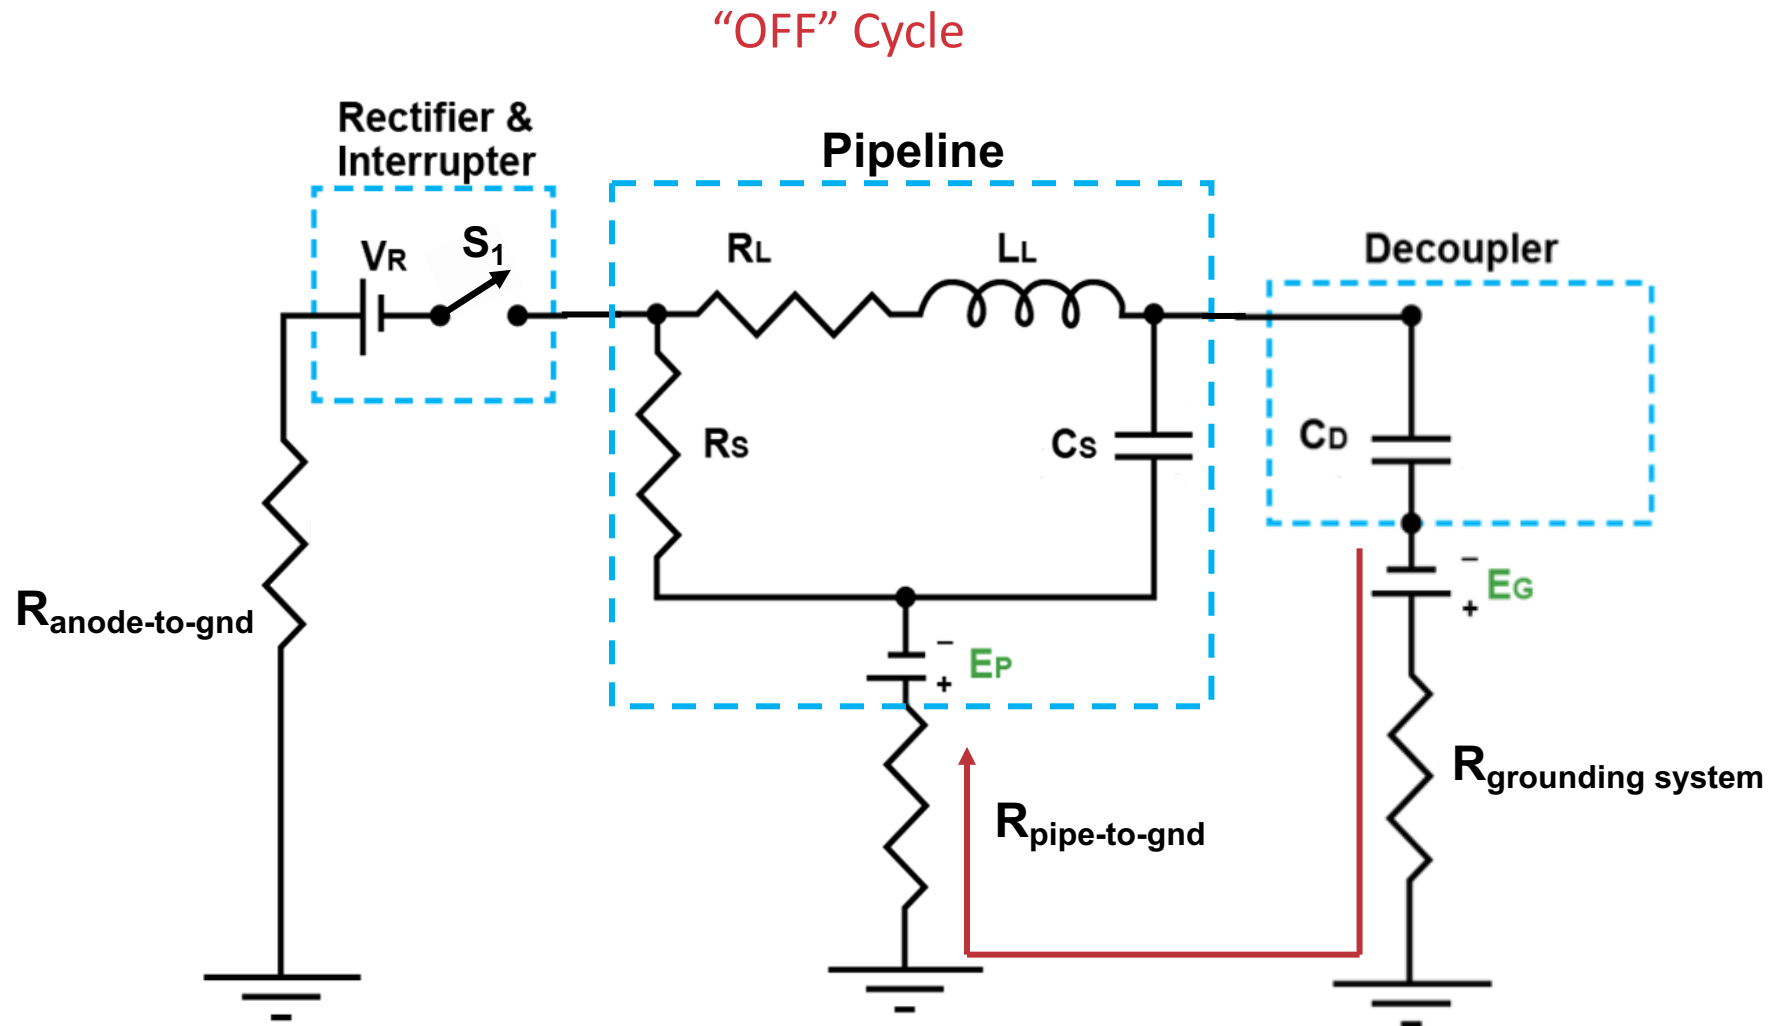 “OFF” Cycle
Rectifier &
Interrupter
Pipeline
VR
S1
RL
LL
Decoupler
RS
CS
CD
–
EG
+
Ranode-to-gnd
–
EP
+
Rpipe-to-gnd
Rgrounding system